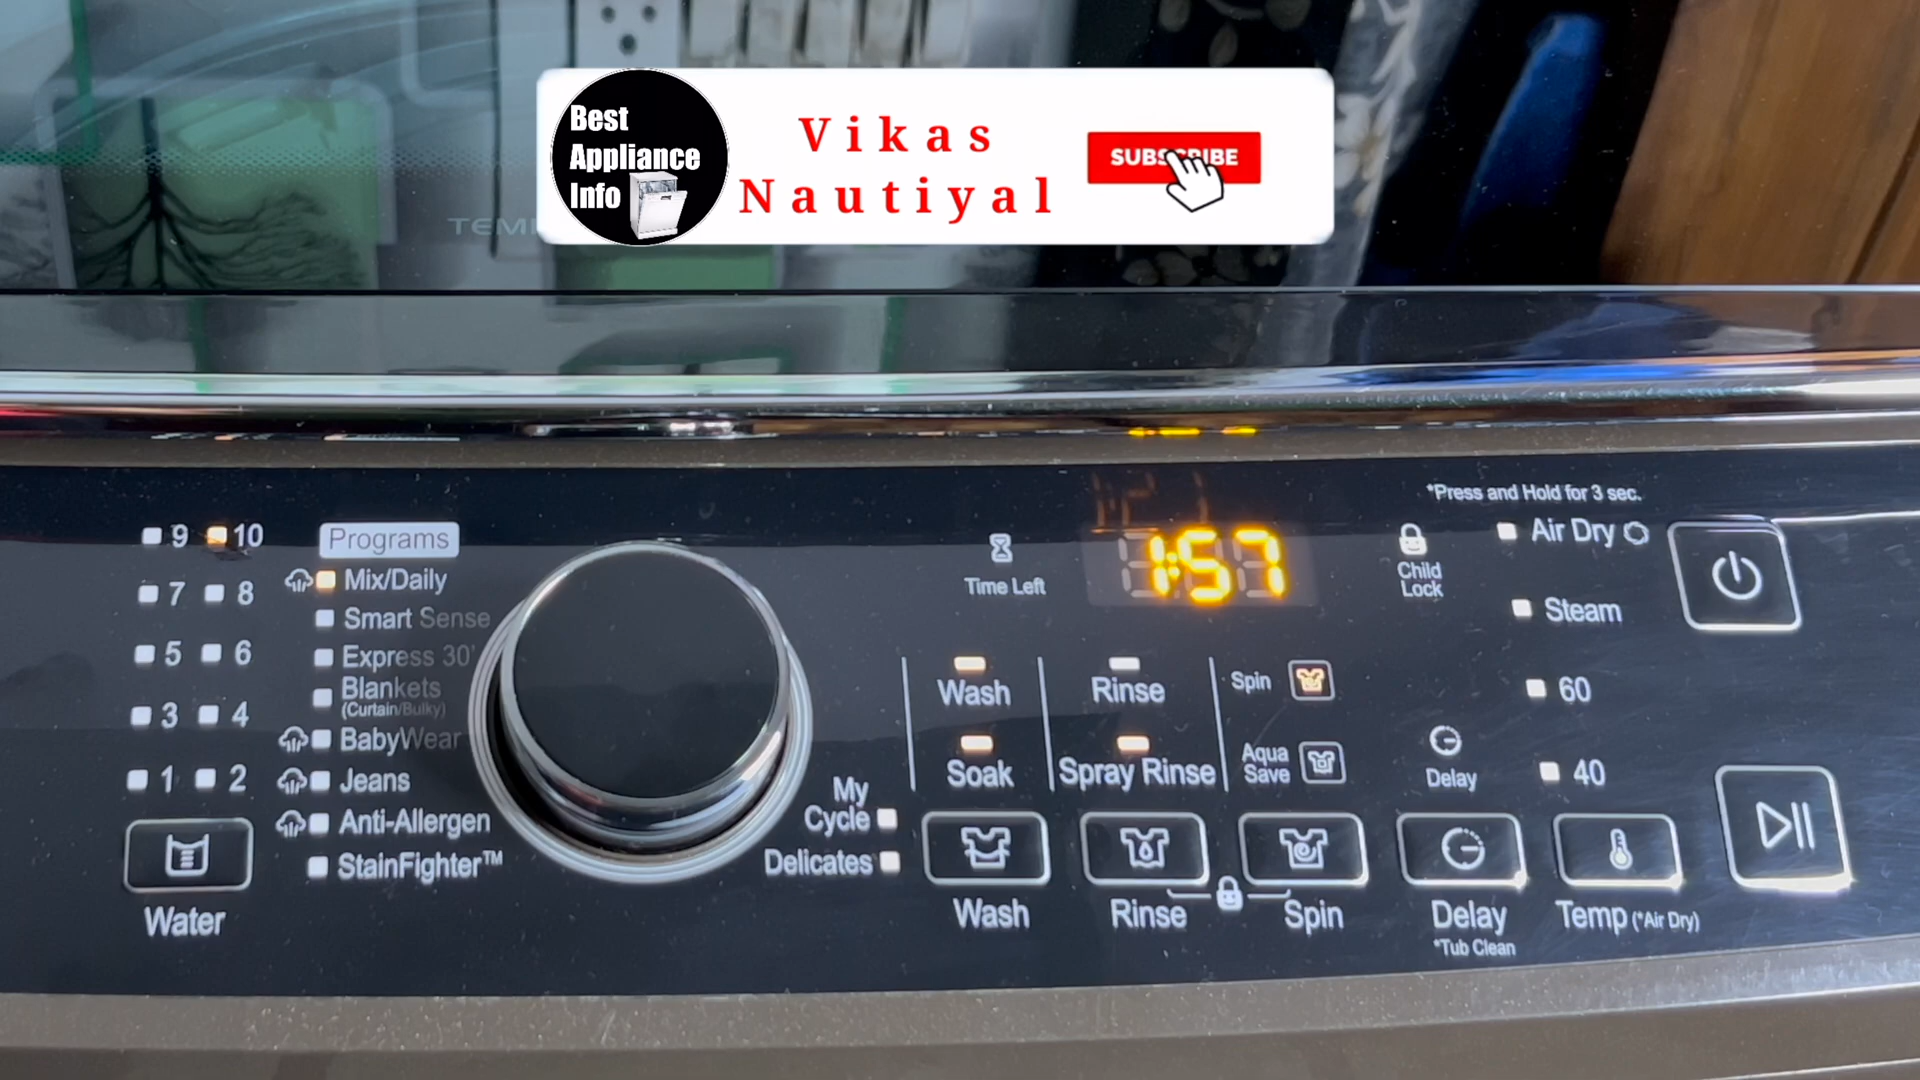 Best
Appliance
Info
Vikas
Nautiyal
SUBSCRIBE
*Press and Hold for 3 sec.
9 10
7 8
5 6
3 4
1 2
Water
Programs
Mix/Daily
Smart Sense
Express 30'
Blankets
(Curtain/Bulky)
BabyWear
Jeans
Anti-Allergen
StainFighter™
My
Cycle
Delicates
Time Left
1:57
Wash
Soak
Rinse
Spray Rinse
Spin
Aqua
Save
Child
Lock
Delay
Air Dry
Steam
60
40
Wash
Rinse
Spin
Delay
*Tub Clean
Temp (*Air Dry)